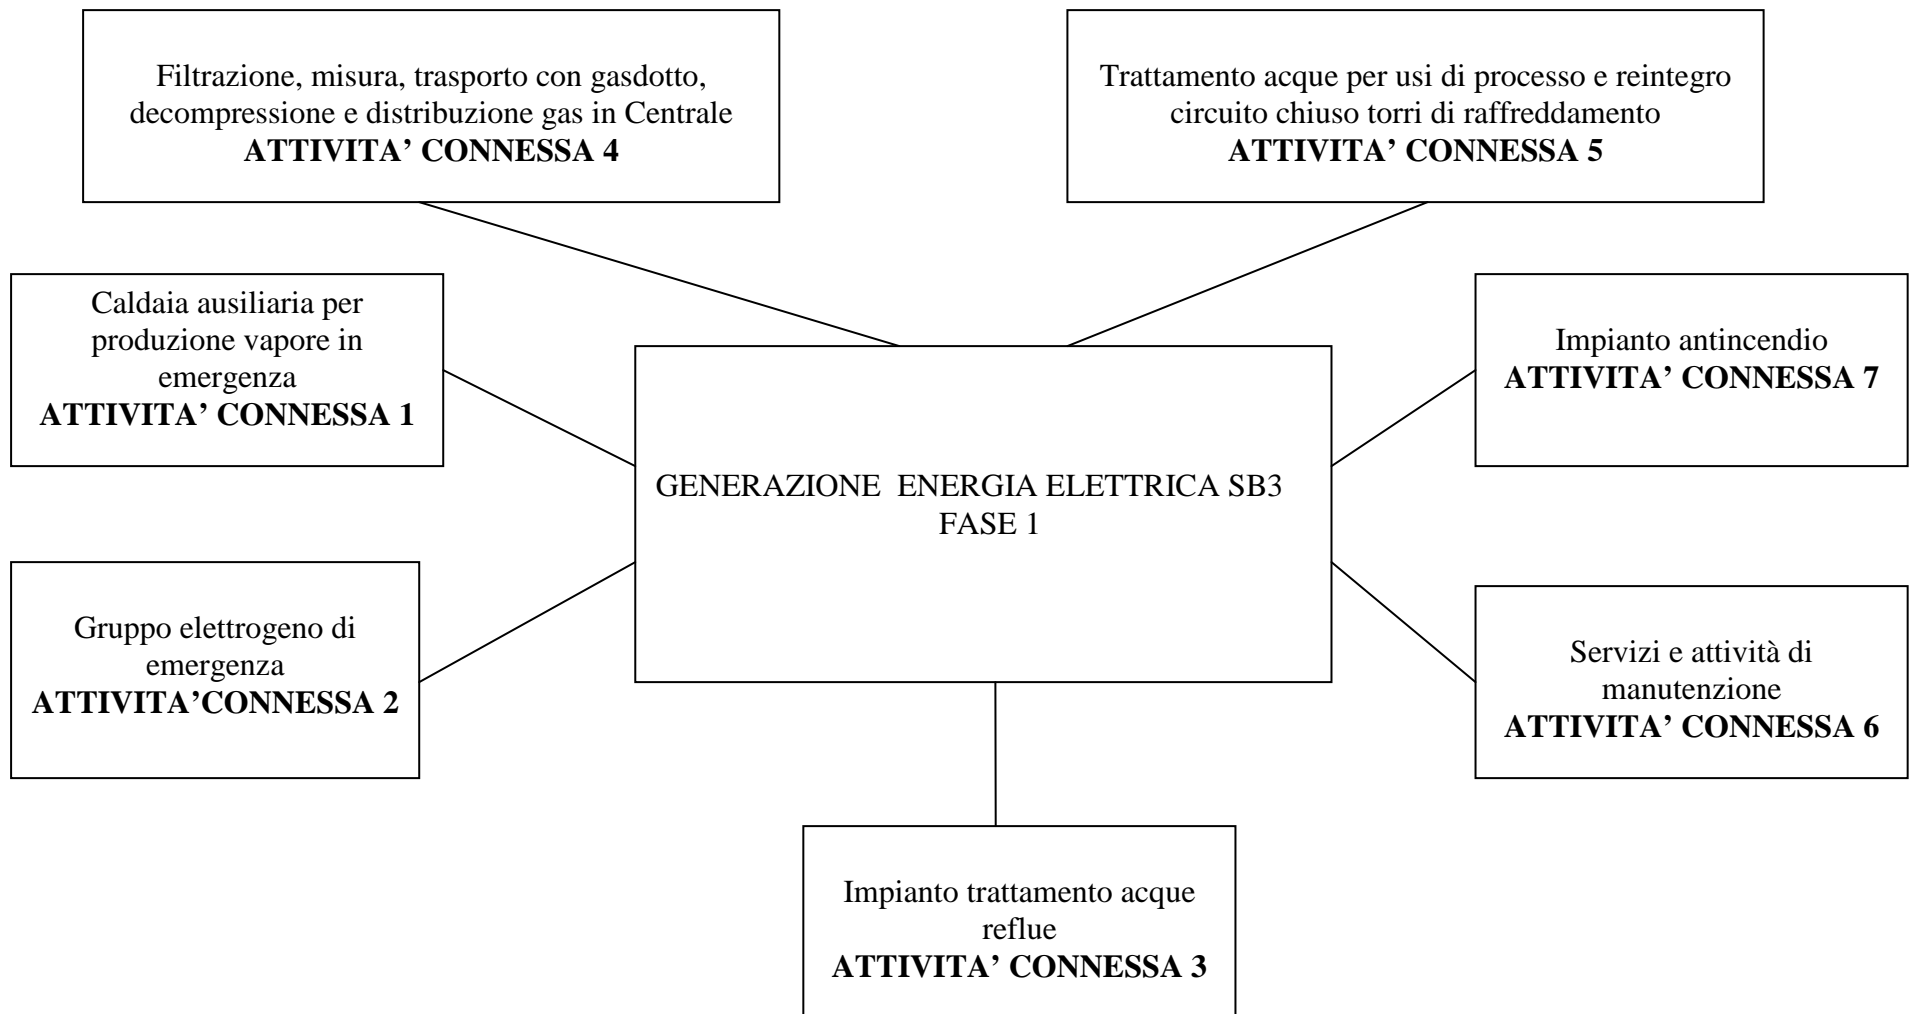 Filtrazione, misura, trasporto con gasdotto,
decompressione e distribuzione gas in Centrale
ATTIVITA’ CONNESSA 4
Trattamento acque per usi di processo e reintegro
circuito chiuso torri di raffreddamento
ATTIVITA’ CONNESSA 5
Caldaia ausiliaria per
produzione vapore in
emergenza
ATTIVITA’ CONNESSA 1
Impianto antincendio
ATTIVITA’ CONNESSA 7
GENERAZIONE  ENERGIA ELETTRICA SB3
FASE 1
Gruppo elettrogeno di
emergenza
ATTIVITA’CONNESSA 2
Servizi e attività di
manutenzione
ATTIVITA’ CONNESSA 6
Impianto trattamento acque
reflue
ATTIVITA’ CONNESSA 3